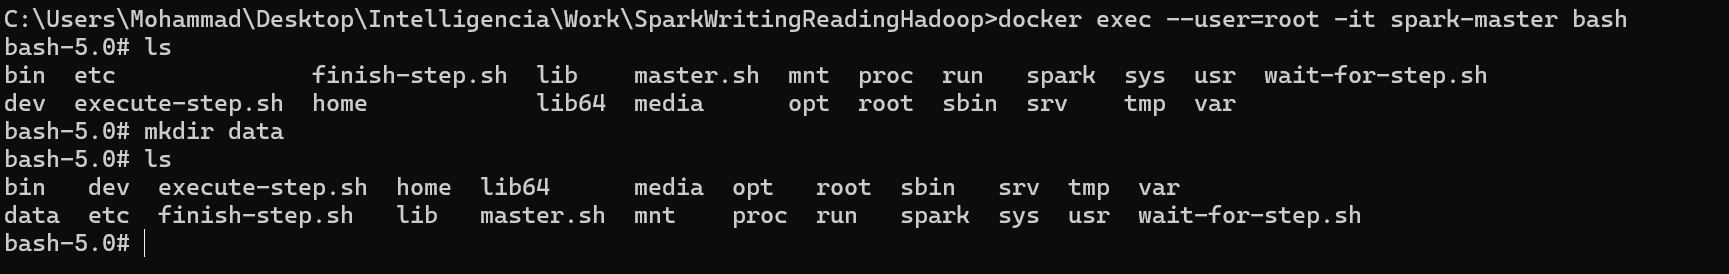 C:\Users\Mohammad\Desktop\Intelligencia\Work\SparkWritingReadingHadoop>docker exec --user=root -it spark-master bash
bash-5.0# ls
bin  etc              finish-step.sh  lib    master.sh  mnt  proc  run   spark  sys  usr  wait-for-step.sh
dev  execute-step.sh  home            lib64  media      opt  root  sbin  srv    tmp  var
bash-5.0# mkdir data
bash-5.0# ls
bin   dev  execute-step.sh  home  lib64      media  opt   root  sbin   srv  tmp  var
data  etc  finish-step.sh   lib   master.sh  mnt    proc  run   spark  sys  usr  wait-for-step.sh
bash-5.0#